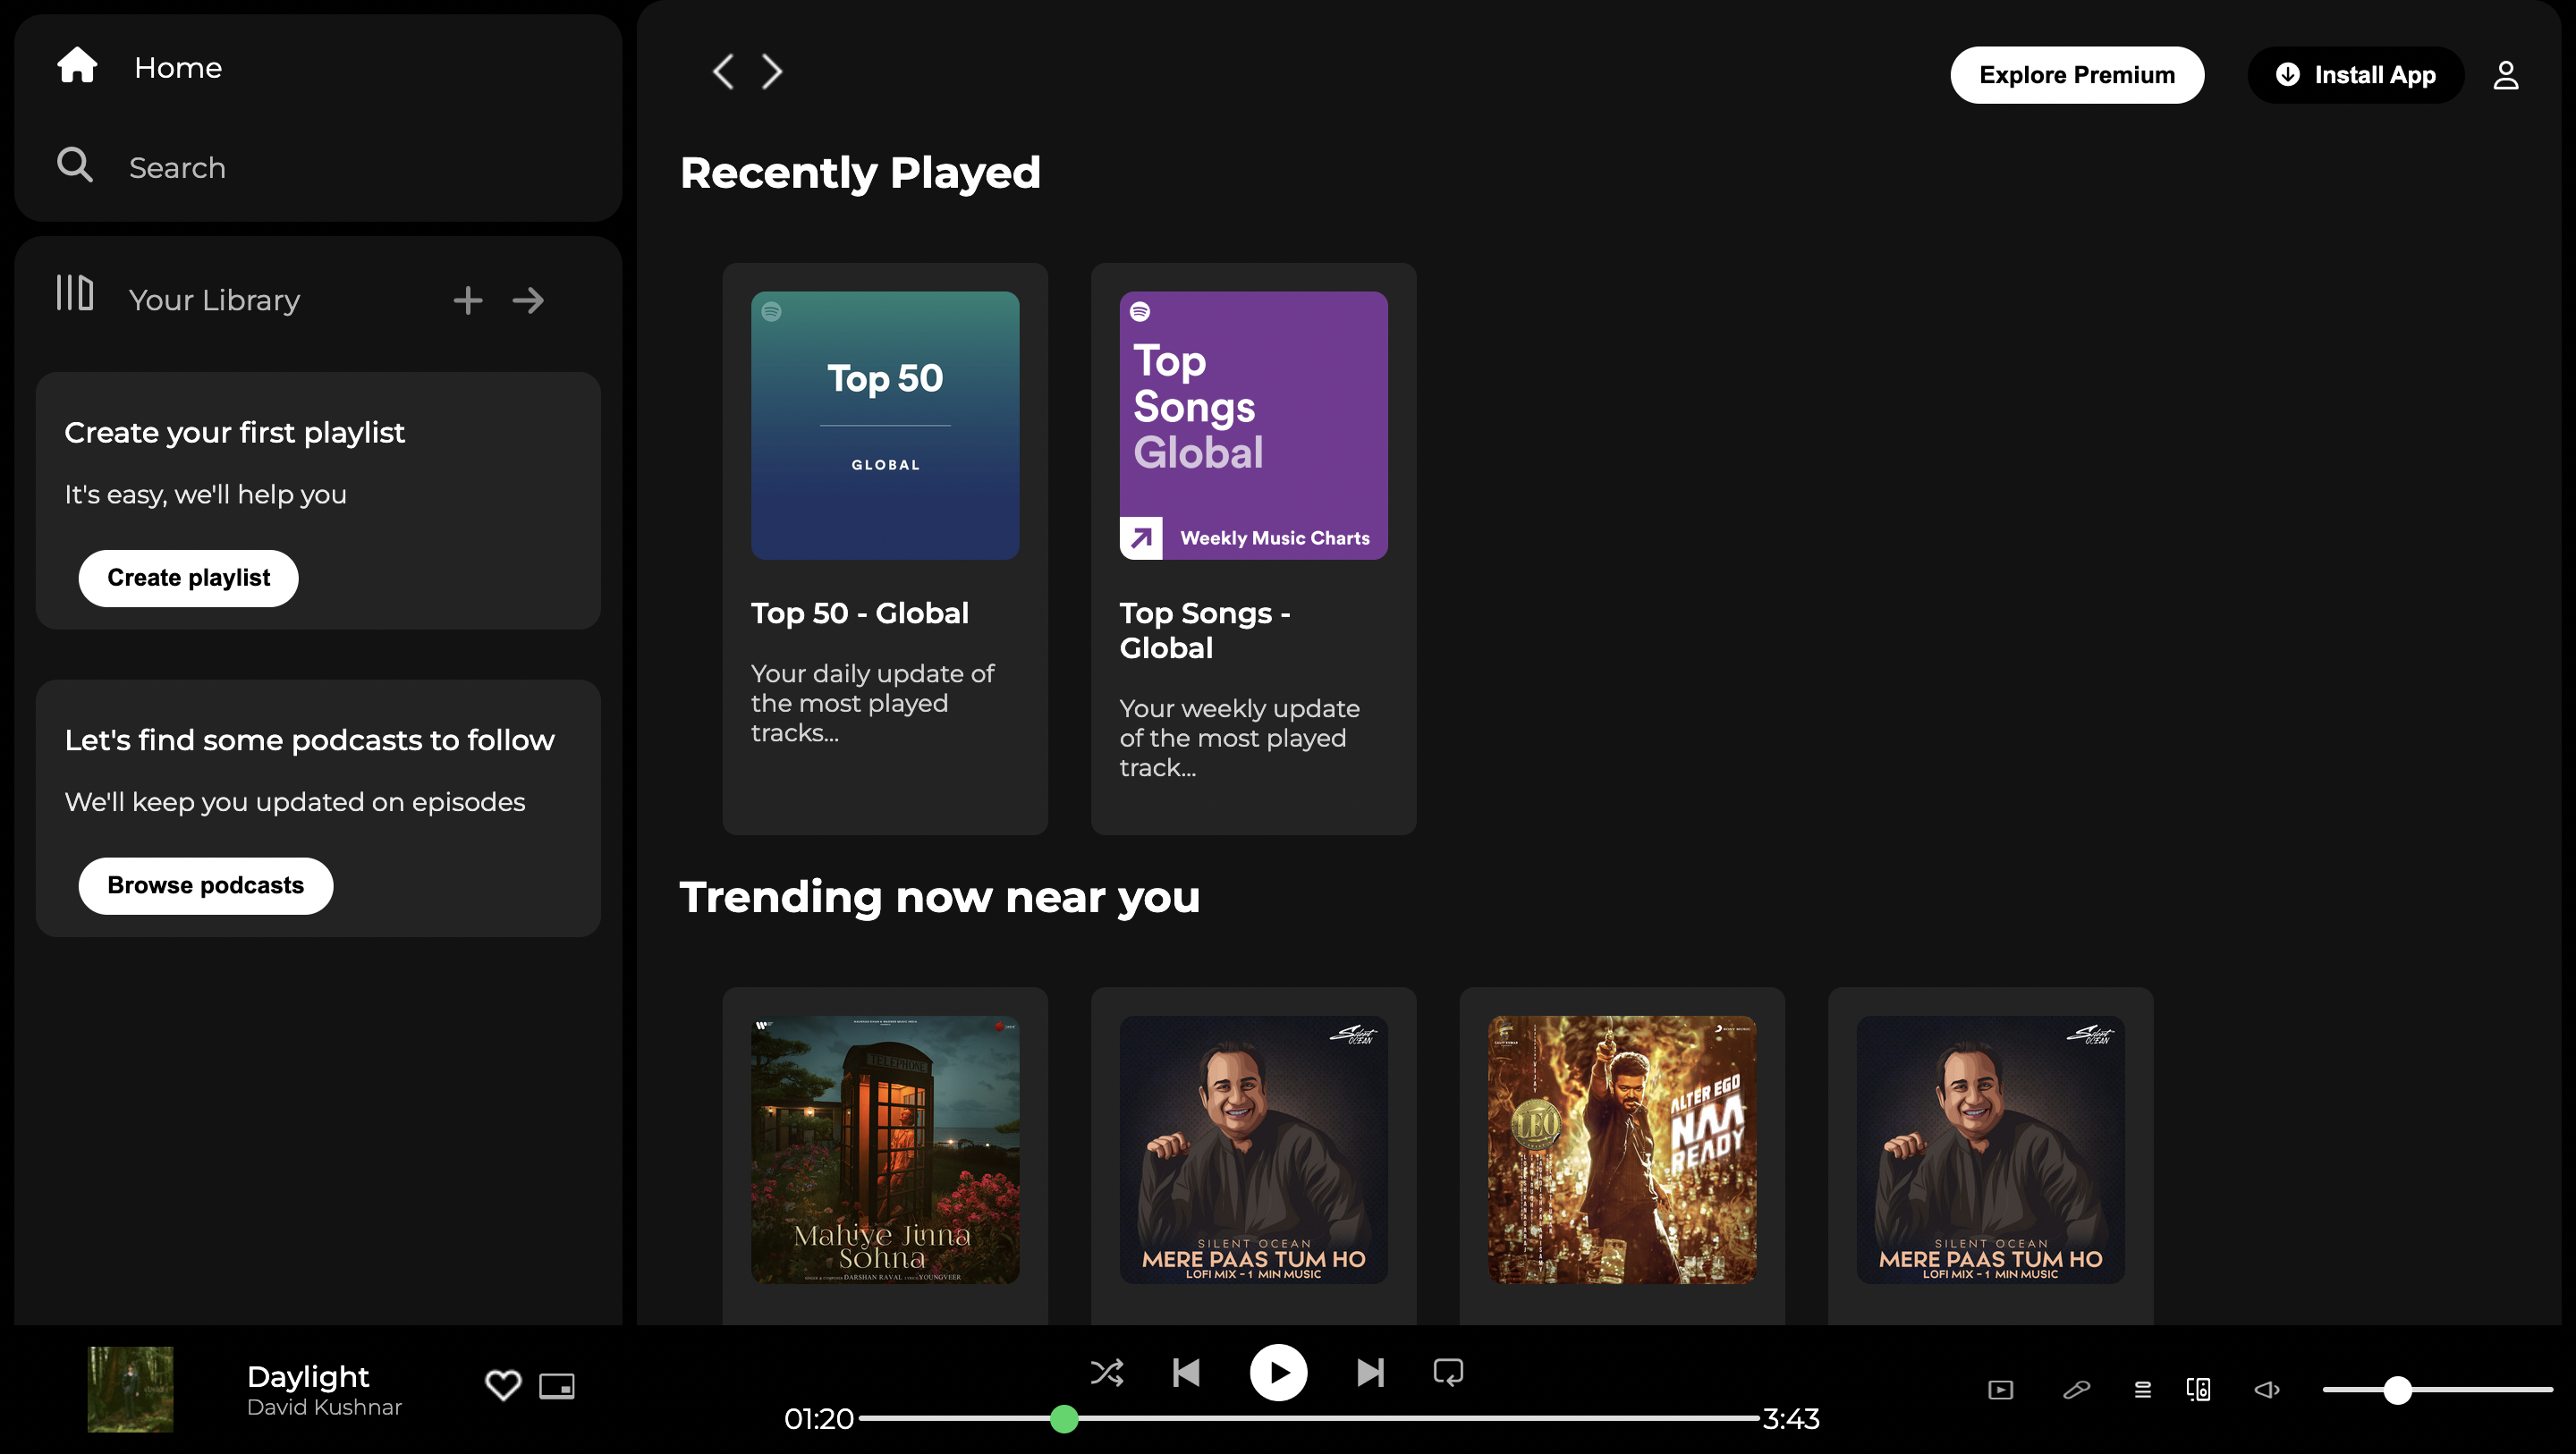 Home
Search
Your Library
Create your first playlist
It's easy, we'll help you
Create playlist
Let's find some podcasts to follow
We'll keep you updated on episodes
Browse podcasts
Explore Premium
Install App
Recently Played
Top 50
GLOBAL
Top 50 - Global
Your daily update of
the most played
tracks...
Top
Songs
Global
Weekly Music Charts
Top Songs -
Global
Your weekly update
of the most played
track...
Trending now near you
TELEPHONE
Mahiye Jinna
Sohna
DARSHAN RAVAL
YOUNGVEER
Silent
OCEAN
SILENT OCEAN
MERE PAAS TUM HO
LOFI MIX - 1 MIN MUSIC
LEO
ALTER EGO
NAA
READY
Silent
OCEAN
SILENT OCEAN
MERE PAAS TUM HO
LOFI MIX - 1 MIN MUSIC
Daylight
David Kushnar
01:20
3:43